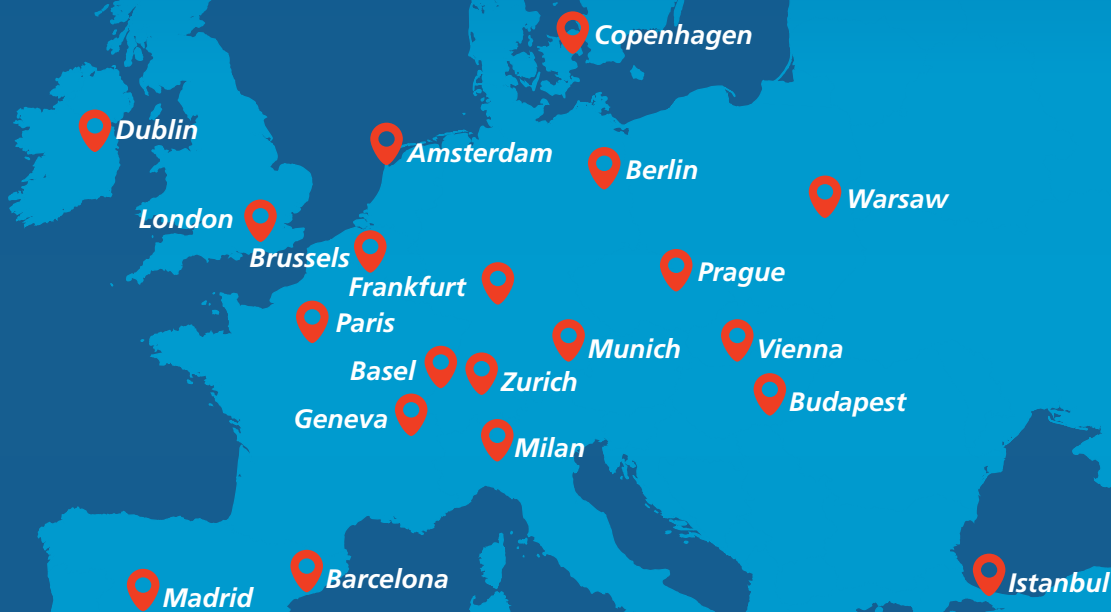 Copenhagen
Dublin
Amsterdam
Berlin
Warsaw
London
Brussels
Prague
Frankfurt
Paris
Munich
Vienna
Basel
Zurich
Budapest
Geneva
Milan
Barcelona
Istanbul
Madrid